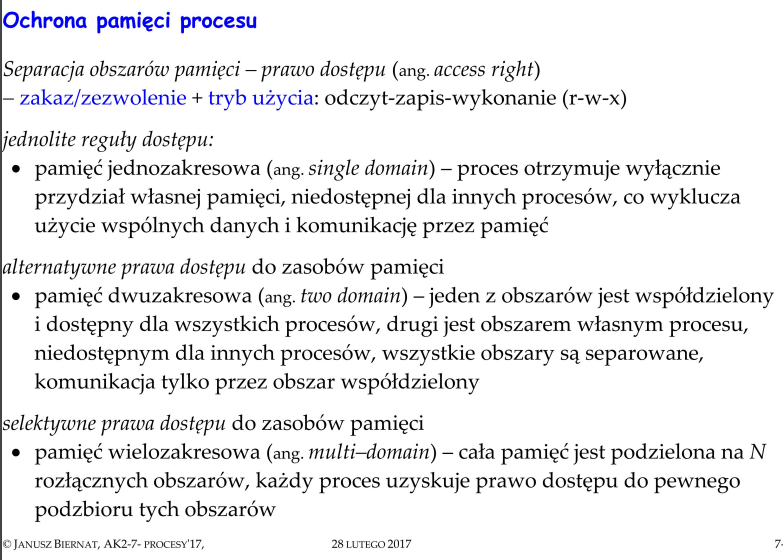 Ochrona pamięci procesu
Separacja obszarów pamięci – prawo dostępu (ang. access right)
– zakaz/zezwolenie + tryb użycia: odczyt-zapis-wykonanie (r-w-x)
jednolite reguły dostępu:
• pamięć jednozakresowa (ang. single domain) – proces otrzymuje wyłącznie
przydział własnej pamięci, niedostępnej dla innych procesów, co wyklucza
użycie wspólnych danych i komunikację przez pamięć
alternatywne prawa dostępu do zasobów pamięci
• pamięć dwuzakresowa (ang. two domain) – jeden z obszarów jest współdzielony
i dostępny dla wszystkich procesów, drugi jest obszarem własnym procesu,
niedostępnym dla innych procesów, wszystkie obszary są separowane,
komunikacja tylko przez obszar współdzielony
selektywne prawa dostępu do zasobów pamięci
• pamięć wielozakresowa (ang. multi–domain) – cała pamięć jest podzielona na N
rozłącznych obszarów, każdy proces uzyskuje prawo dostępu do pewnego
podzbioru tych obszarów
© JANUSZ BIERNAT, AK2-7- PROCESY'17, 28 LUTEGO 2017 7-